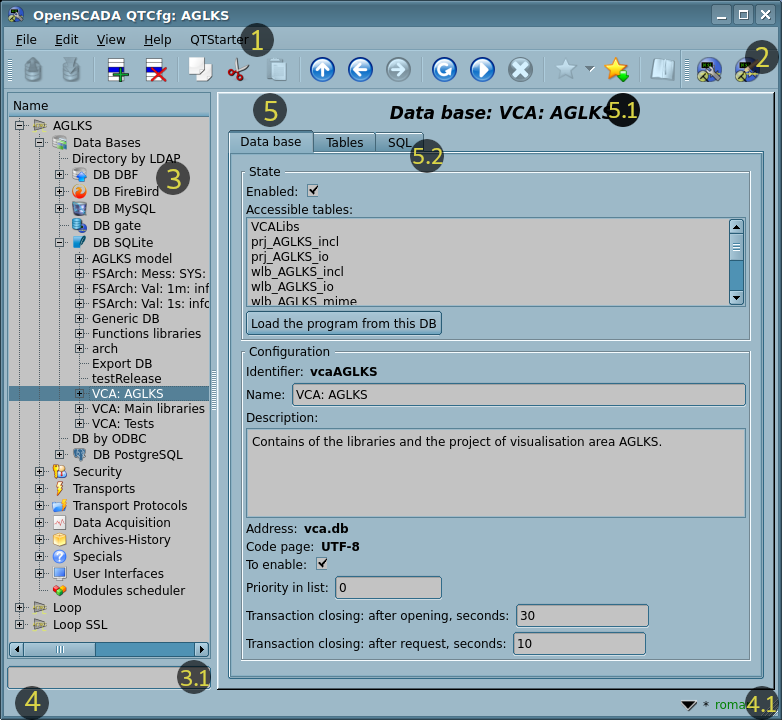 OpenSCADA QTCfg: AGLKS
File Edit View Help QTStarter 1
2
Name
AGLKS
Data Bases
Directory by LDAP
DB DBF
3
DB FireBird
DB MySQL
DB gate
DB SQLite
AGLKS model
FSArch: Mess: SYS:
FSArch: Val: 1m: inf
FSArch: Val: 1s: info
Generic DB
Functions libraries
arch
Export DB
testRelease
VCA: AGLKS
VCA: Main libraries
VCA: Tests
DB by ODBC
DB PostgreSQL
Security
Transports
Transport Protocols
Data Acquisition
Archives-History
Specials
User Interfaces
Modules scheduler
Loop
Loop SSL
3.1
4
5
Data base: VCA: AGLKS 5.1
Data base Tables SQL
5.2
State
Enabled:
Accessible tables:
VCALibs
prj_AGLKS_incl
prj_AGLKS_io
wlb_AGLKS_incl
wlb_AGLKS_io
wlb_AGLKS_mime
Load the program from this DB
Configuration
Identifier: vcaAGLKS
Name: VCA: AGLKS
Description:
Contains of the libraries and the project of visualisation area AGLKS.
Address: vca.db
Code page: UTF-8
To enable:
Priority in list: 0
Transaction closing: after opening, seconds: 30
Transaction closing: after request, seconds: 10
* roma 4.1